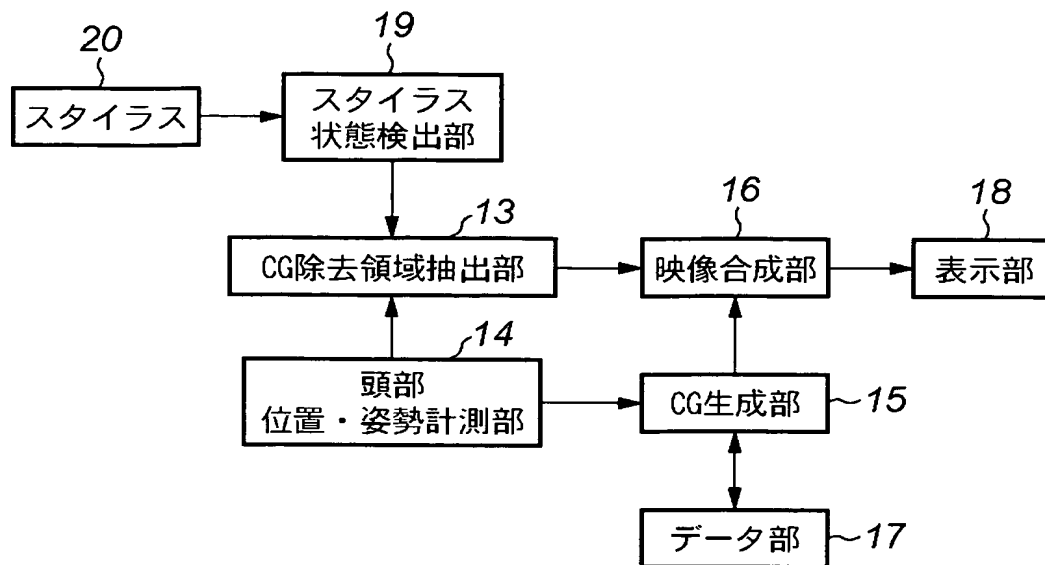 20
スタイラス
19
スタイラス
状態検出部
13
CG除去領域抽出部
16
映像合成部
18
表示部
14
頭部
位置・姿勢計測部
CG生成部
15
データ部
17